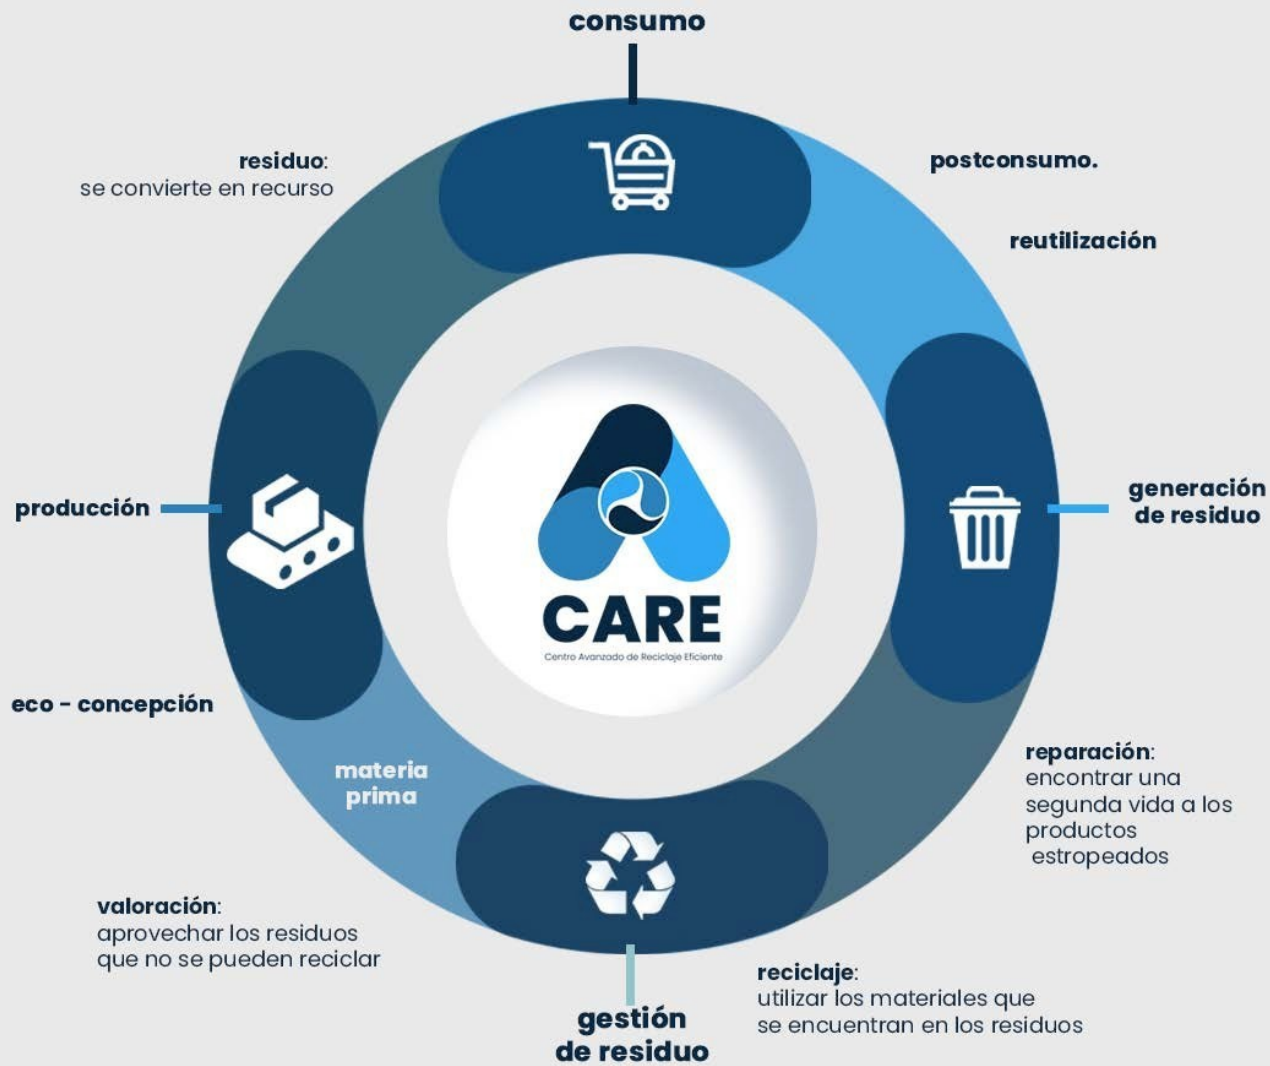 consumo
residuo:
se convierte en recurso
postconsumo.
reutilización
producción
generación
de residuo
CARE
Centro Avanzado de Reciclaje Eficiente
eco - concepción
materia
prima
reparación:
encontrar una
segunda vida a los
productos
estropeados
valoración:
aprovechar los residuos
que no se pueden reciclar
reciclaje:
utilizar los materiales que
se encuentran en los residuos
gestión
de residuo